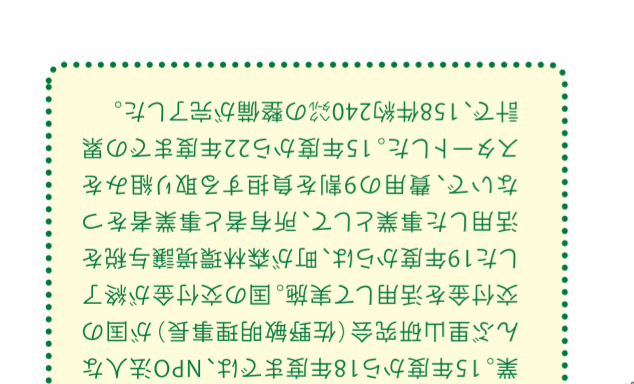 業。15年度から18年度までは、NPO法人な
んぶ里山研究会(佐野敏明理事長)が国の
交付金を活用して実施。国の交付金が終了
した19年度からは、町が森林環境譲与税を
活用した事業として、所有者と事業者をつ
ないで、費用の9割を負担する取り組みを
スタートした。15年度から22年度までの累
計で、158件約240㌶の整備が完了した。